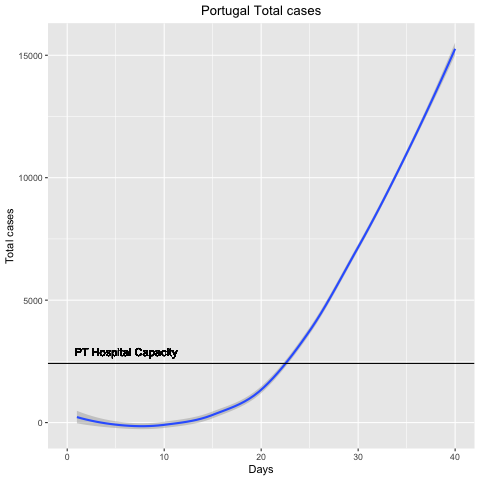 Portugal Total cases
15000
10000
Total cases
5000
PT Hospital Capacity
0
0 10 20 30 40
Days